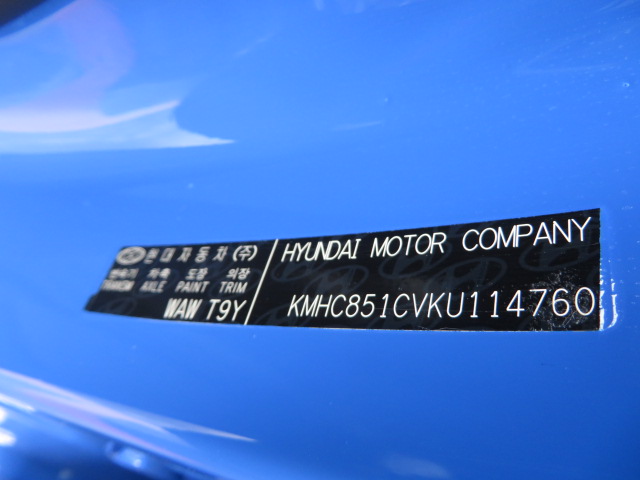 현대자동차(주)
변속기 차축 도장 의장
TRANSM AXLE PAINT TRIM
WAW T9Y
HYUNDAI MOTOR COMPANY
KMHC851CVKU114760